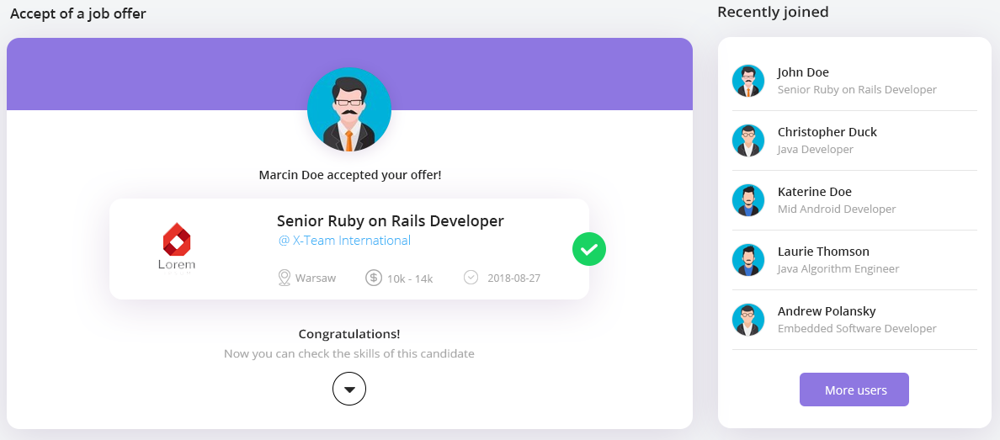 Accept of a job offer
Marcin Doe accepted your offer!
Lorem
Senior Ruby on Rails Developer
@ X-Team International
Warsaw
10k - 14k
2018-08-27
Congratulations!
Now you can check the skills of this candidate
Recently joined
John Doe
Senior Ruby on Rails Developer
Christopher Duck
Java Developer
Katerine Doe
Mid Android Developer
Laurie Thomson
Java Algorithm Engineer
Andrew Polansky
Embedded Software Developer
More users